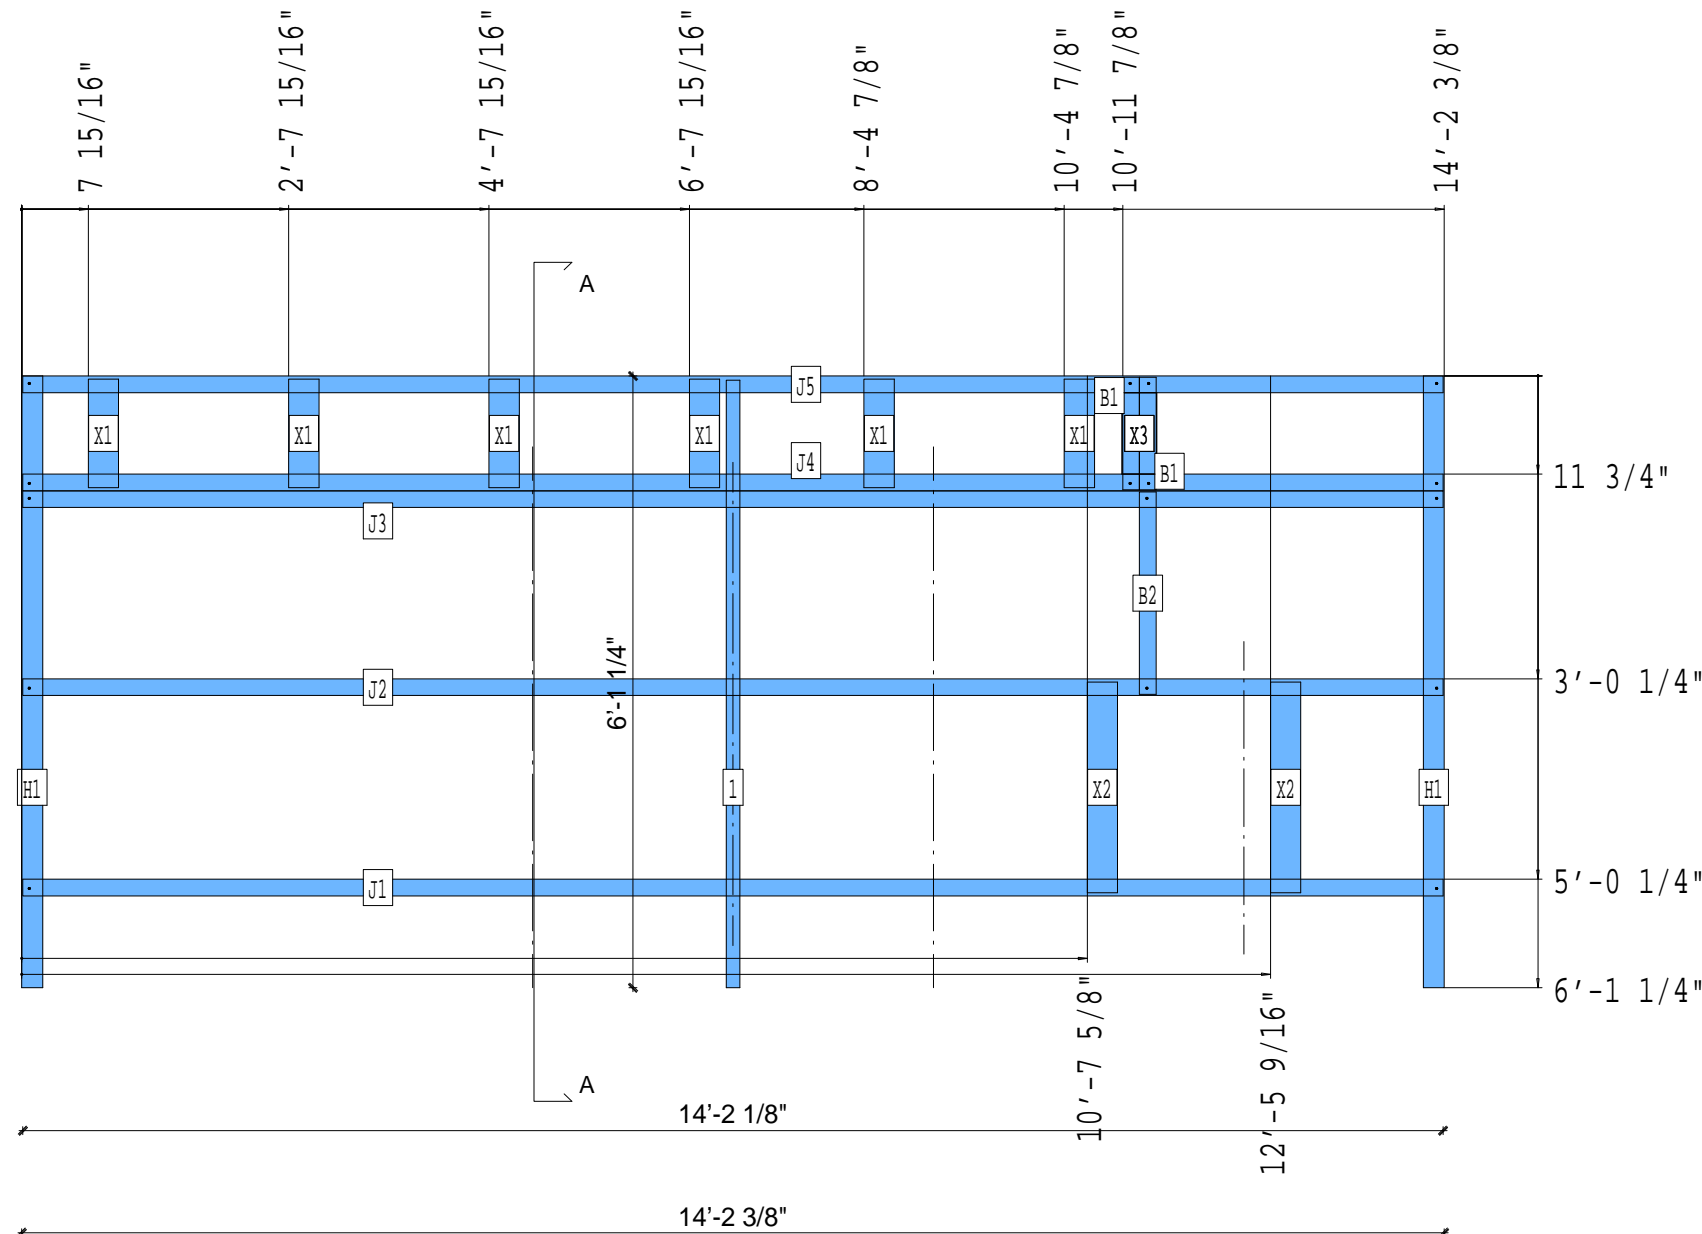 7 15/16"
2'-7 15/16"
4'-7 15/16"
6'-7 15/16"
8'-4 7/8"
10'-4 7/8"
10'-11 7/8"
14'-2 3/8"
A
J5
B1
X1
X1
X1
X1
X1
X1
X3
J4
B1
11 3/4"
J3
B2
6'-1 1/4"
J2
3'-0 1/4"
H1
1
X2
X2
H1
J1
5'-0 1/4"
6'-1 1/4"
10'-7 5/8"
12'-5 9/16"
A
14'-2 1/8"
14'-2 3/8"